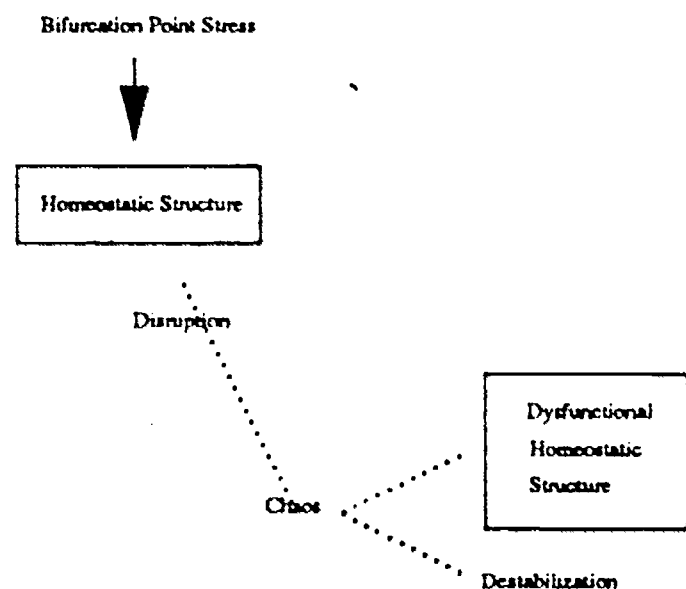 Bifurcation Point Stress
Homeostatic Structure
Disruption
Chaos
Dysfunctional
Homeostatic
Structure
Destabilization